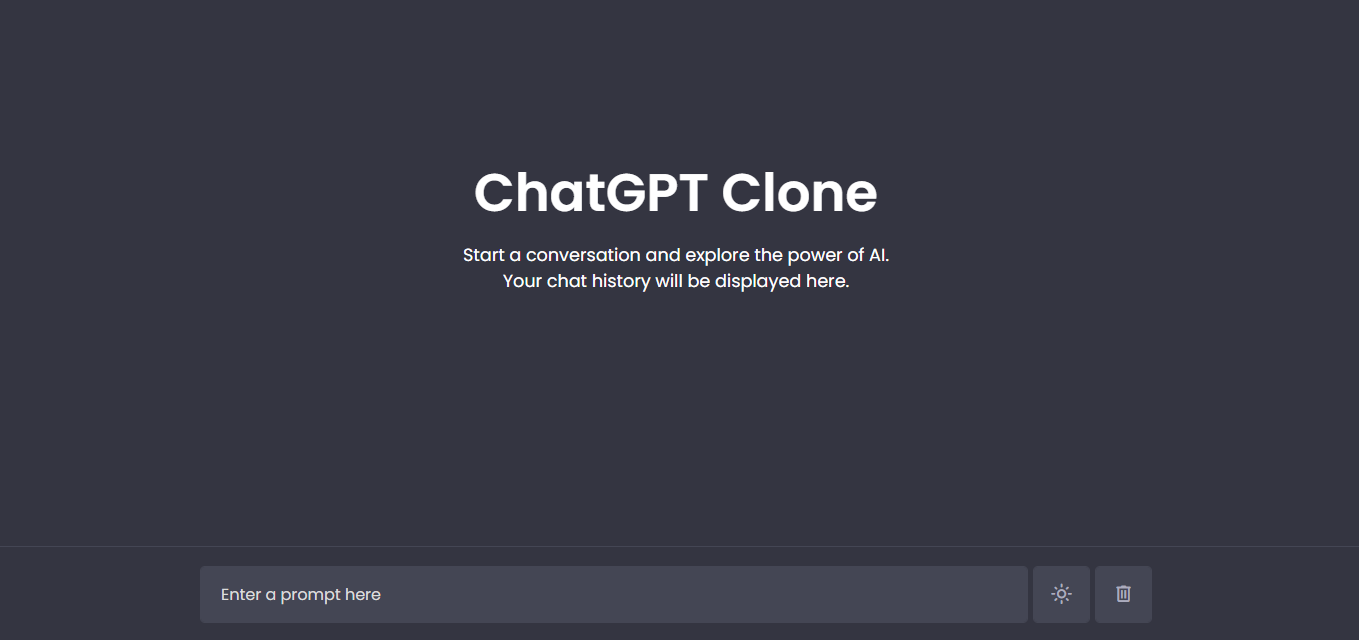 ChatGPT Clone
Start a conversation and explore the power of AI.
Your chat history will be displayed here.
Enter a prompt here